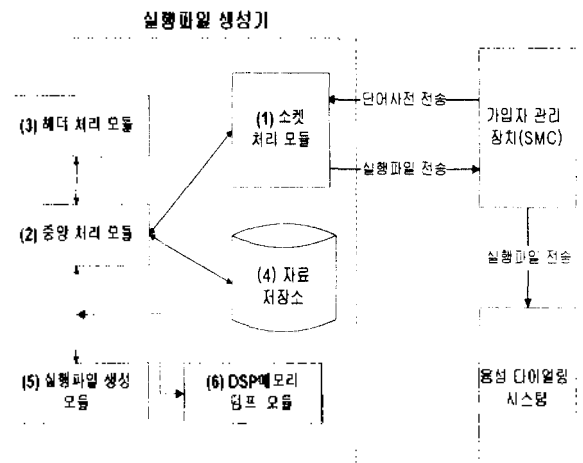 실행파일 생성기
(3) 헤더 처리 모듈
(1) 소켓
처리 모듈
단어사전 전송
실행파일 전송
가입자 관리
장치(SMC)
(2) 중앙 처리 모듈
(4) 자료
저장소
실행파일 전송
(5) 실행파일 생성
모듈
(6) DSP메모리
덤프 모듈
음성 다이얼링
시스템